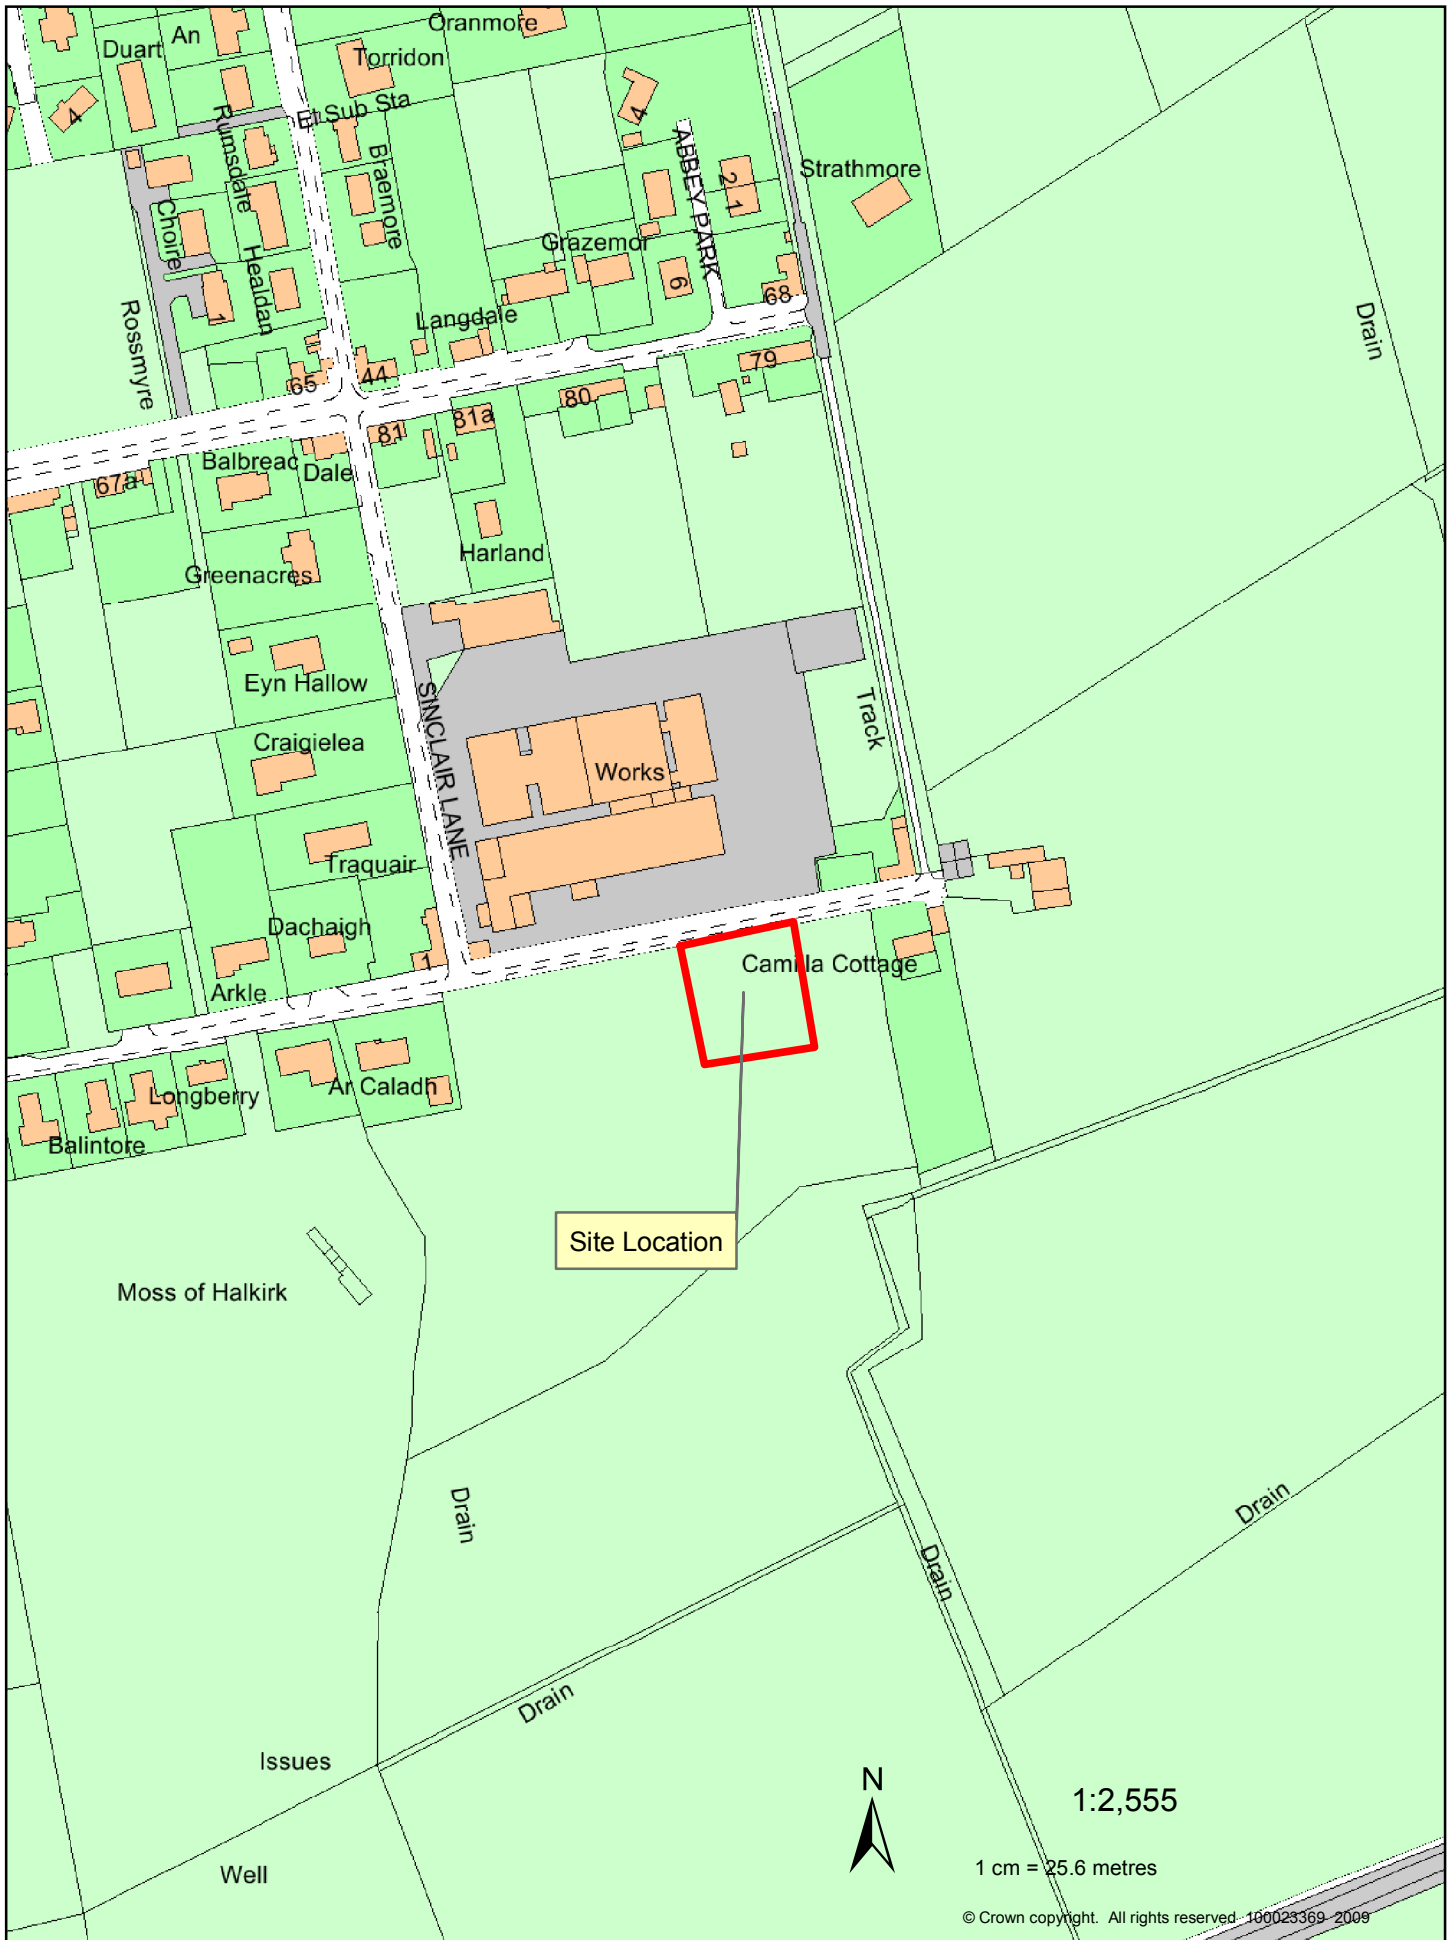 Oranmore
An
Duart
Torridon
El Sub Sta
4
4
Rumsdale
Braemore
ABBEY PARK
2
1
Strathmore
Choire
Healdan
Grazemor
6
68
1
Rossmyre
Langdale
Drain
65
44
79
80
81
81a
Balbreac
Dale
67a
Harland
Greenacres
Eyn Hallow
SINCLAIR LANE
Track
Craigielea
Works
Traquair
Dachaigh
1
Camilla Cottage
Arkle
Ar Caladh
Longberry
Balintore
Site Location
Moss of Halkirk
Drain
Drain
Drain
Drain
Issues
N
1:2,555
Well
1 cm = 25.6 metres
© Crown copyright. All rights reserved 100023369 2009